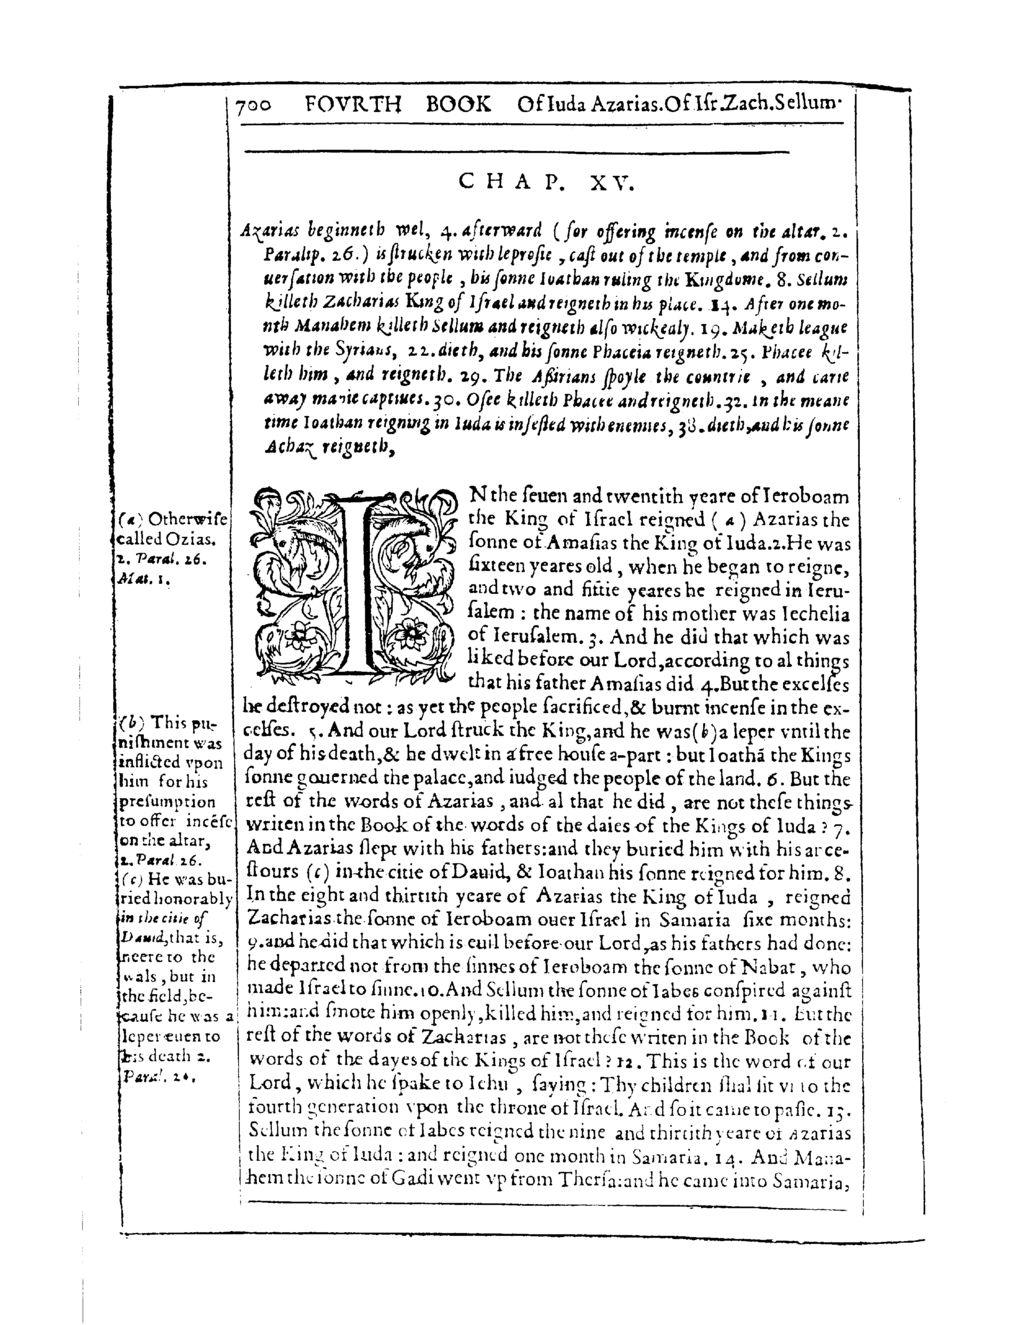 700 FOVRTH BOOK Of Iuda Azarias. Of Isr. Zach. Sellum.
CHAP. XV.
Azarias beginneth wel, 4. afterward (for offering incense on the altar. 2.
Paralip. 26.) is strucken with leprosie, cast out of the temple, and from con-
uersation with the people, his sonne Ioathan ruling the Kingdome. 8. Sellum
killeth Zacharias King of Israel and reigneth in his place. 14. After one mo-
nth Manahem killeth Sellum and reigneth also wickedly. 19. Maketh league
with the Syrians, 22. dieth, and his sonne Phaceia reigneth. 25. Phacee kil-
leth him, and reigneth. 29. The Assirians spoyle the countrie, and carie
away manie captiues. 30. Osee killeth Phacee and reigneth. 32. In the meane
time Ioathan reigning in Iuda is infested with enemies, 38. dieth, and his sonne
Achaz reigneth,
IN the seuen and twentith yeare of Ieroboam
the King of Israel reigned (a) Azarias the
sonne of Amasias the King of Iuda. 2. He was
sixteen yeares old, when he began to reigne,
and two and fiftie yeares he reigned in Ieru-
salem : the name of his mother was Iechelia
of Ierusalem. 3. And he did that which was
liked before our Lord, according to al things
that his father Amasias did 4. But the excelses
he destroyed not : as yet the people sacrificed, & burnt incense in the ex-
celses. 5. And our Lord struck the King, and he was (b) a leper vntil the
day of his death, & he dwelt in a free house a-part : but Ioathā the Kings
sonne gouerned the palace, and iudged the people of the land. 6. But the
rest of the words of Azarias, and al that he did, are not these things
writen in the Book of the words of the daies of the Kings of Iuda ? 7.
And Azarias slept with his fathers: and they buried him with his ance-
stours (c) in the citie of Dauid, & Ioathan his sonne reigned for him. 8.
In the eight and thirtith yeare of Azarias the King of Iuda, reigned
Zacharias the sonne of Ieroboam ouer Israel in Samaria sixe months:
9. and he did that which is euil before our Lord, as his fathers had done:
he departed not from the sinnes of Ieroboam the sonne of Nabat, who
made Israel to sinne. 10. And Sellum the sonne of Iabes conspired against
him: and smote him openly, killed him, and reigned for him. 11. But the
rest of the words of Zacharias, are not these writen in the Book of the
words of the dayes of the Kings of Israel ? 12. This is the word of our
Lord, which he spake to Iehu, saying : Thy children shal sit vnto the
fourth generation vpon the throne of Israel. And so it came to passe. 13.
Sellum the sonne of Iabes reigned the nine and thirtith yeare of Azarias
the King of Iuda : and reigned one month in Samaria. 14. And Mana-
hem the sonne of Gadi went vp from Thersa: and he came into Samaria,
(a) Otherwise
called Ozias.
2. Paral. 26.
Mat. 1.
(b) This pu-
nishment was
inflicted vpon
him for his
presumption
to offer incēse
on the altar,
2. Paral 26.
(c) He was bu-
ried honorably
in the citie of
Dauid, that is,
neere to the
wals, but in
the field, be-
cause he was a
leper euen to
his death 2.
Paral. 26.